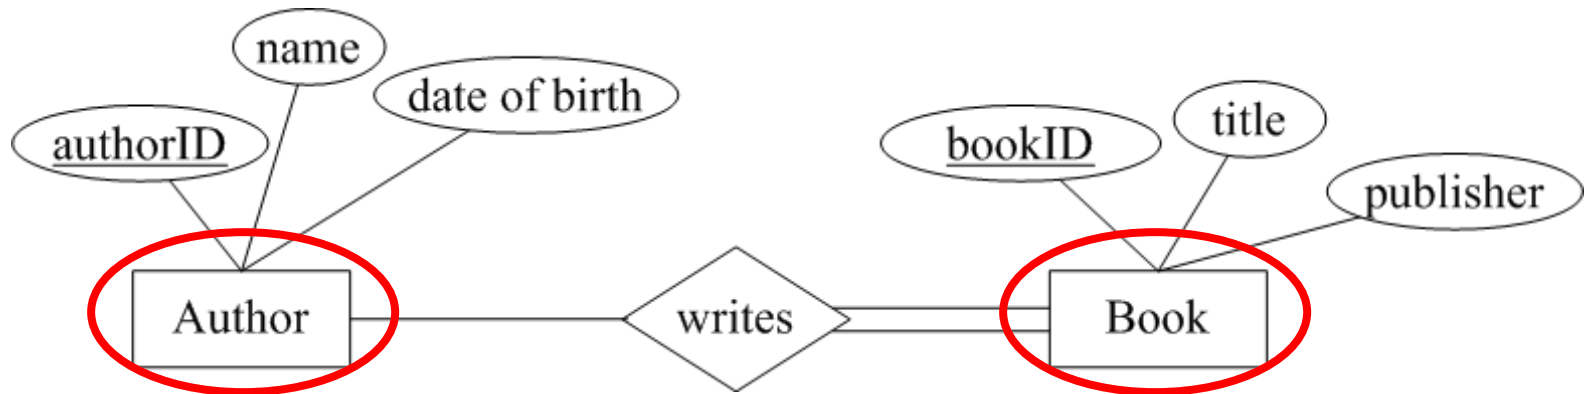 name
date of birth
authorID
title
bookID
publisher
Author
writes
Book